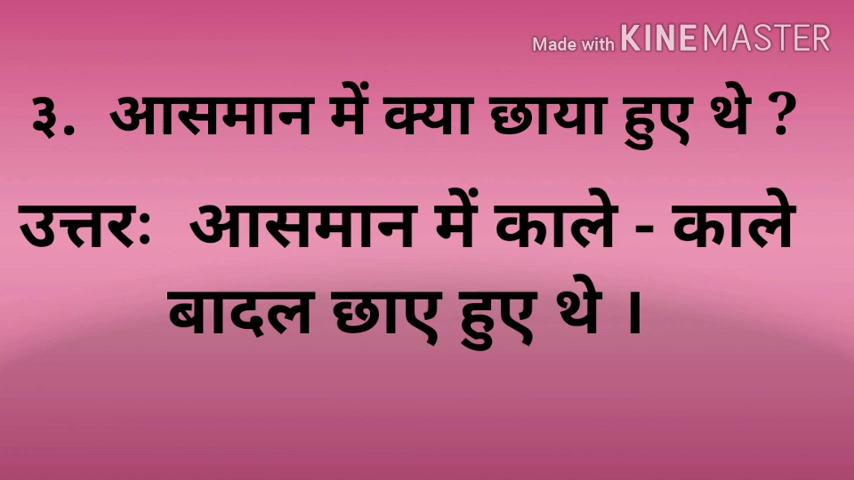 Made with KINEMASTER
३. आसमान में क्या छाया हुए थे ?
उत्तरः आसमान में काले - काले
बादल छाए हुए थे ।